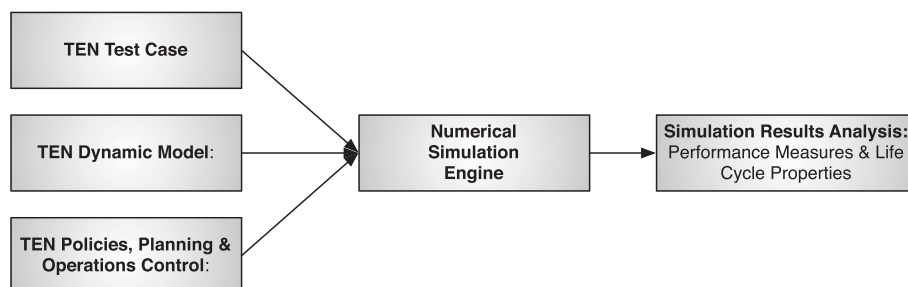 TEN Test Case
TEN Dynamic Model:
TEN Policies, Planning &
Operations Control:
Numerical
Simulation
Engine
Simulation Results Analysis:
Performance Measures & Life
Cycle Properties